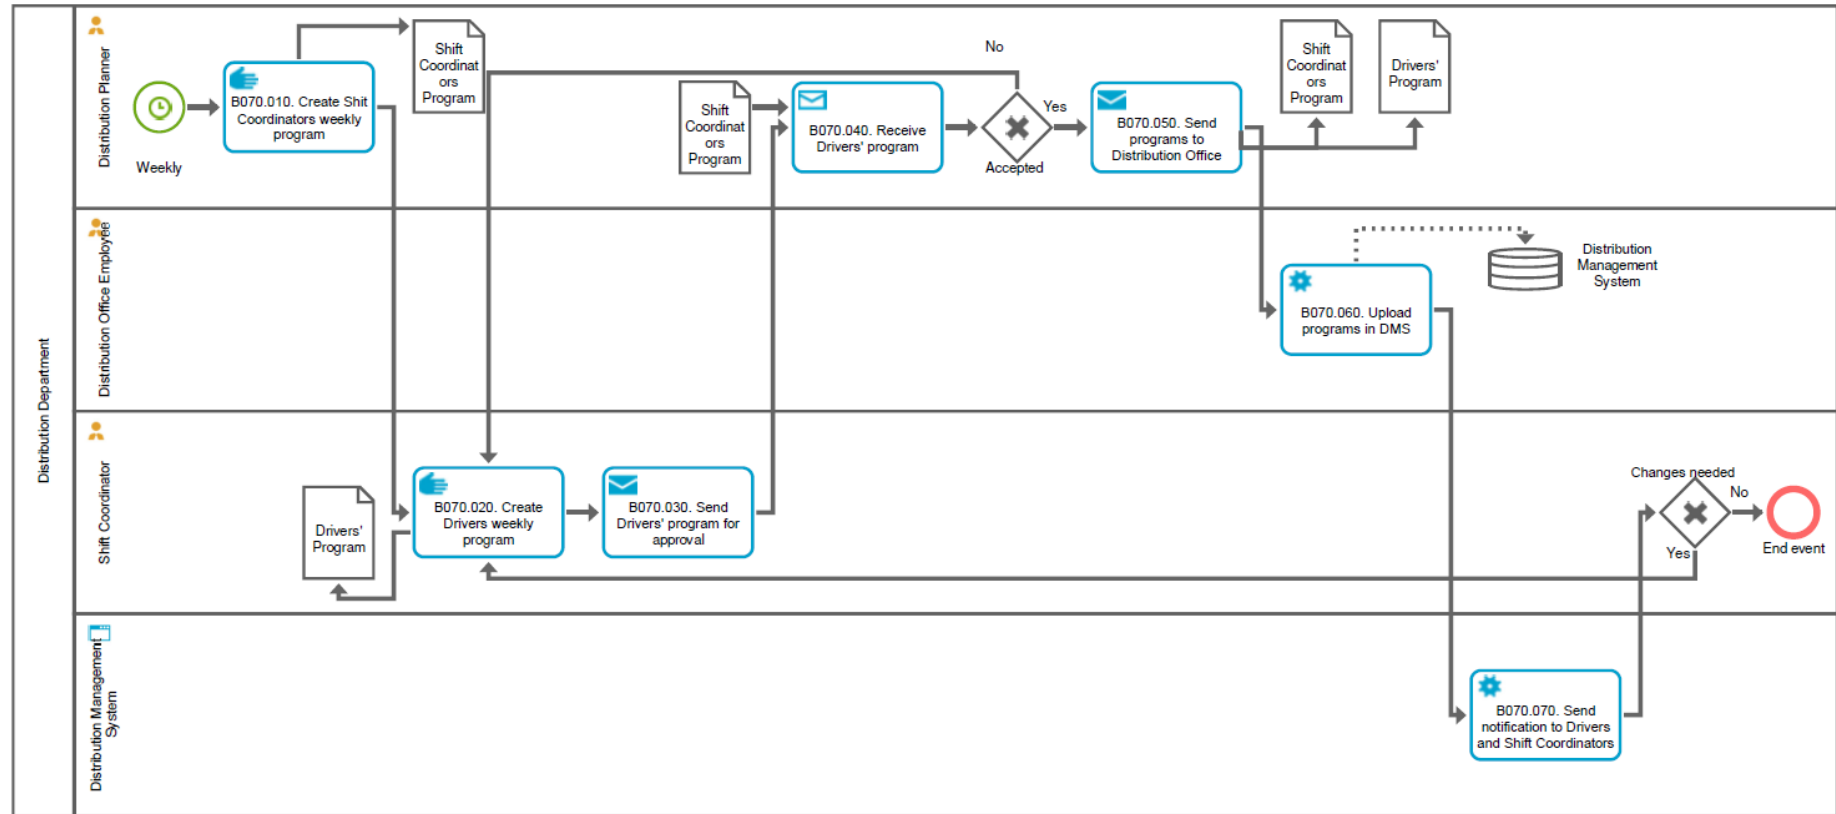 Distribution Department
Distribution Planner
Weekly
B070.010. Create Shit
Coordinators weekly
program
Shift
Coordinat
ors
Program
Shift
Coordinat
ors
Program
B070.040. Receive
Drivers' program
No
Yes
Accepted
B070.050. Send
programs to
Distribution Office
Shift
Coordinat
ors
Program
Drivers'
Program
Distribution Office Employee
B070.060. Upload
programs in DMS
Distribution
Management
System
Shift Coordinator
Drivers'
Program
B070.020. Create
Drivers weekly
program
B070.030. Send
Drivers' program for
approval
Changes needed
No
Yes
End event
Distribution Management
System
B070.070. Send
notification to Drivers
and Shift Coordinators